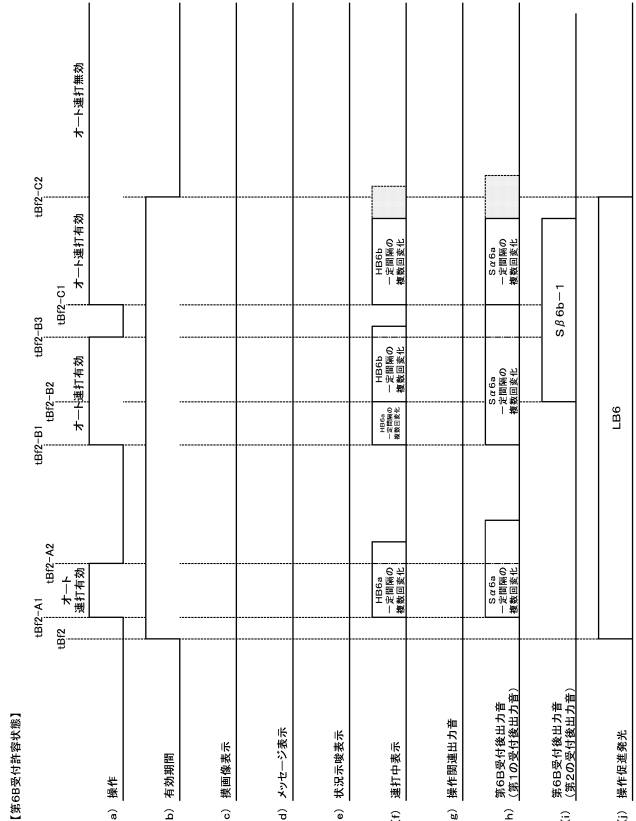 【第6B受付許容状態】
tBf2
tBf2-A1
tBf2-A2
tBf2-B1
tBf2-B2
tBf2-B3
tBf2-C1
tBf2-C2
a) 操作
オート
連打有効
オート連打有効
オート連打有効
オート連打無効
b) 有効期間
c) 摸画像表示
d) メッセージ表示
e) 状況示唆表示
(f) 連打中表示
HB6a
一定間隔の
複数回変化
HB6a
一定間隔の
複数回変化
HB6b
一定間隔の
複数回変化
HB6b
一定間隔の
複数回変化
g) 操作関連出力音
h) 第6B受付後出力音
（第1の受付後出力音）
Sα6a
一定間隔の
複数回変化
Sα6a
一定間隔の
複数回変化
Sα6a
一定間隔の
複数回変化
(i) 第6B受付後出力音
（第2の受付後出力音）
Sβ6b－1
(j) 操作促進発光
LB6